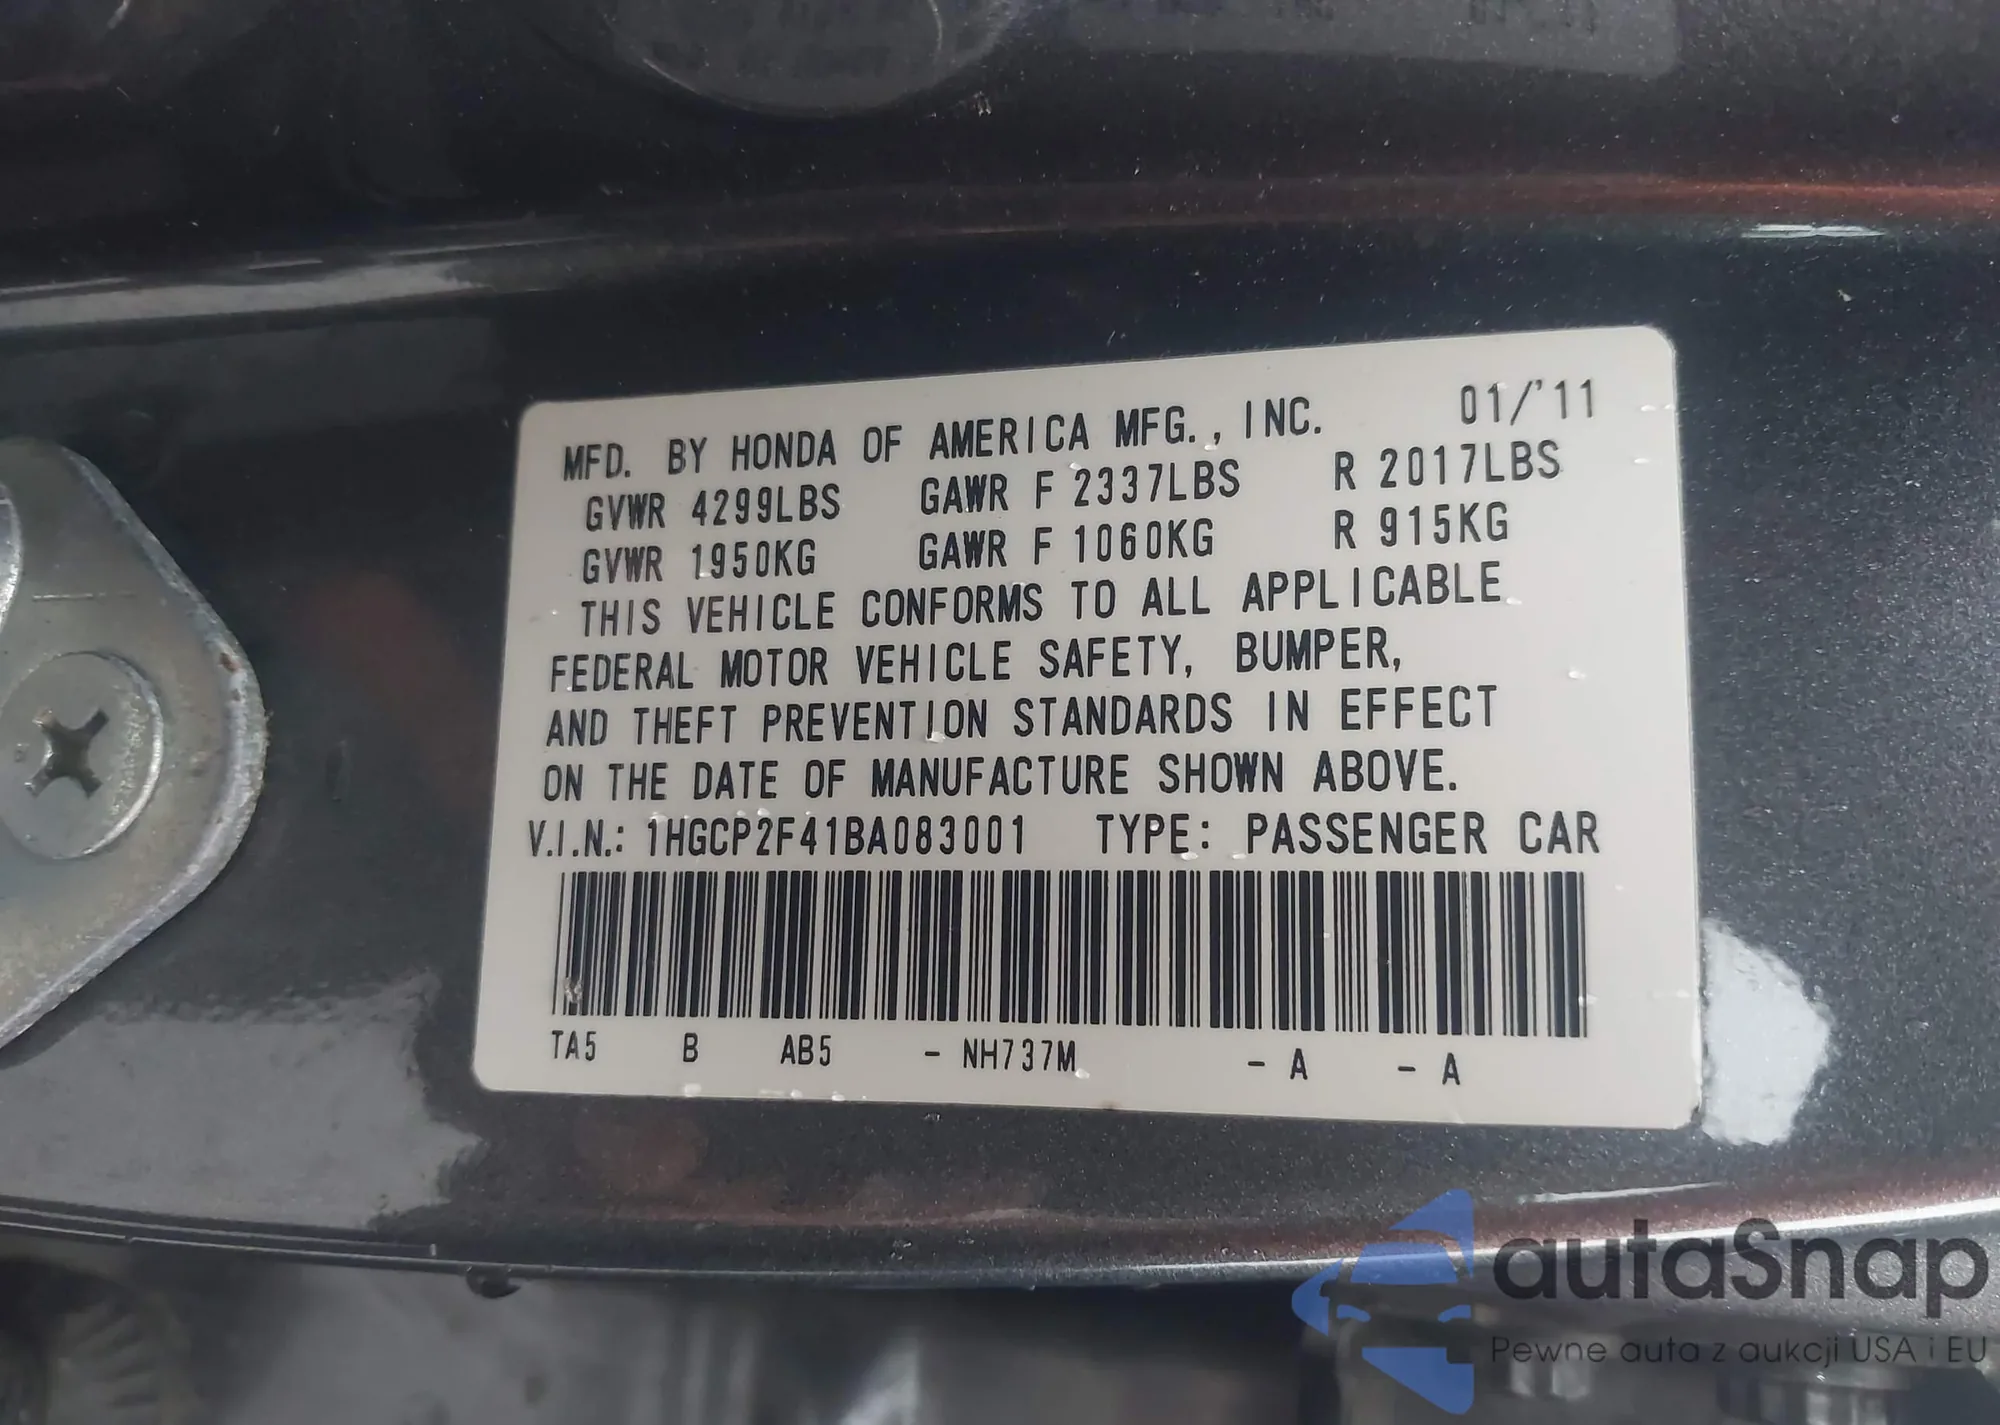 MFD. BY HONDA OF AMERICA MFG., INC. 01/'11
GVWR 4299LBS GAWR F 2337LBS R 2017LBS
GVWR 1950KG GAWR F 1060KG R 915KG
THIS VEHICLE CONFORMS TO ALL APPLICABLE
FEDERAL MOTOR VEHICLE SAFETY, BUMPER,
AND THEFT PREVENTION STANDARDS IN EFFECT
ON THE DATE OF MANUFACTURE SHOWN ABOVE.
V.I.N.: 1HGCP2F41BA083001 TYPE: PASSENGER CAR
TA5 B AB5 - NH737M - A - A
autaSnap
Pewne auta z aukcji USA i EU